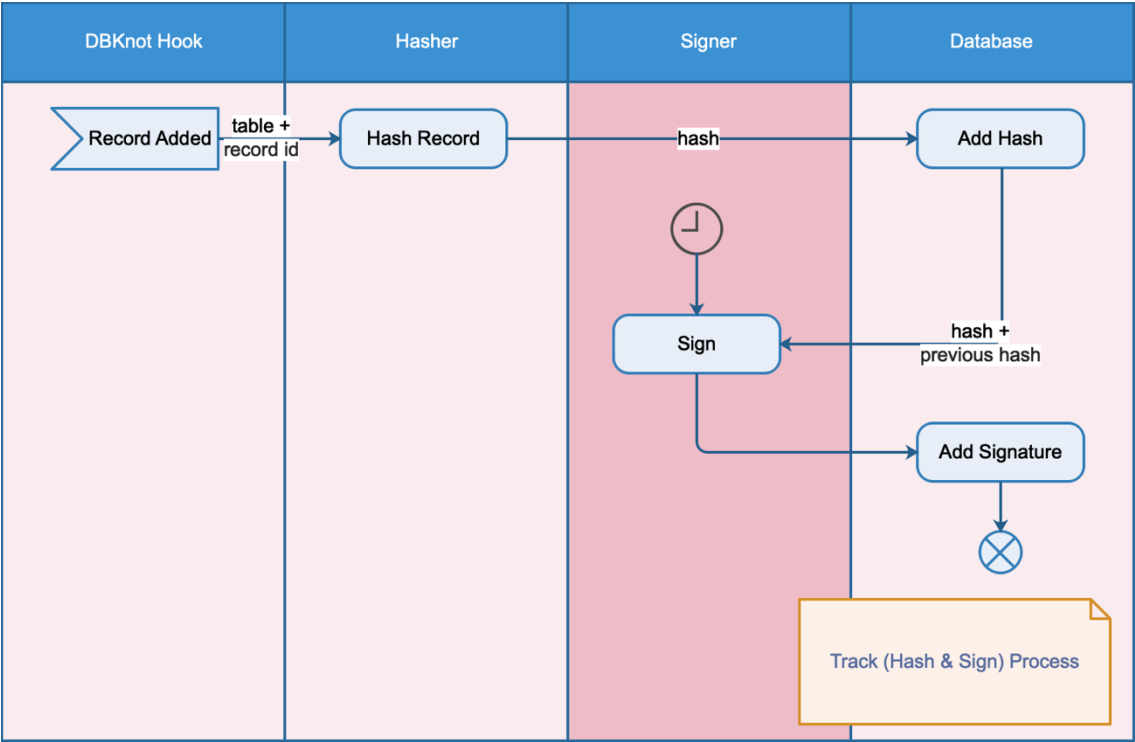 DBKnot Hook
Hasher
Signer
Database
Record Added
table +
record id
Hash Record
hash
Add Hash
Sign
hash +
previous hash
Add Signature
Track (Hash & Sign) Process